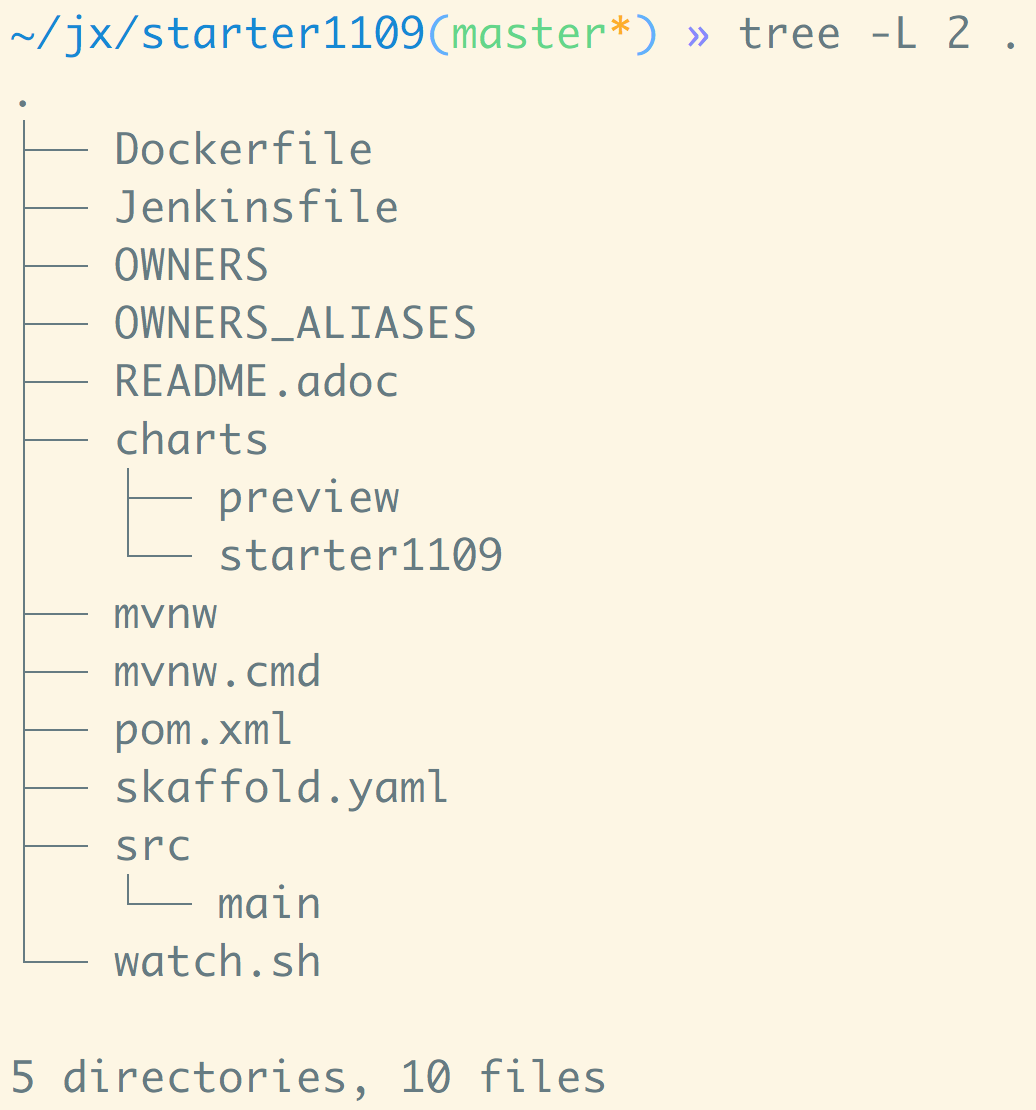 ~/jx/starter1109(master*) » tree -L 2 .
.
├── Dockerfile
├── Jenkinsfile
├── OWNERS
├── OWNERS_ALIASES
├── README.adoc
├── charts
│   ├── preview
│   └── starter1109
├── mvnw
├── mvnw.cmd
├── pom.xml
├── skaffold.yaml
├── src
│   └── main
└── watch.sh
5 directories, 10 files